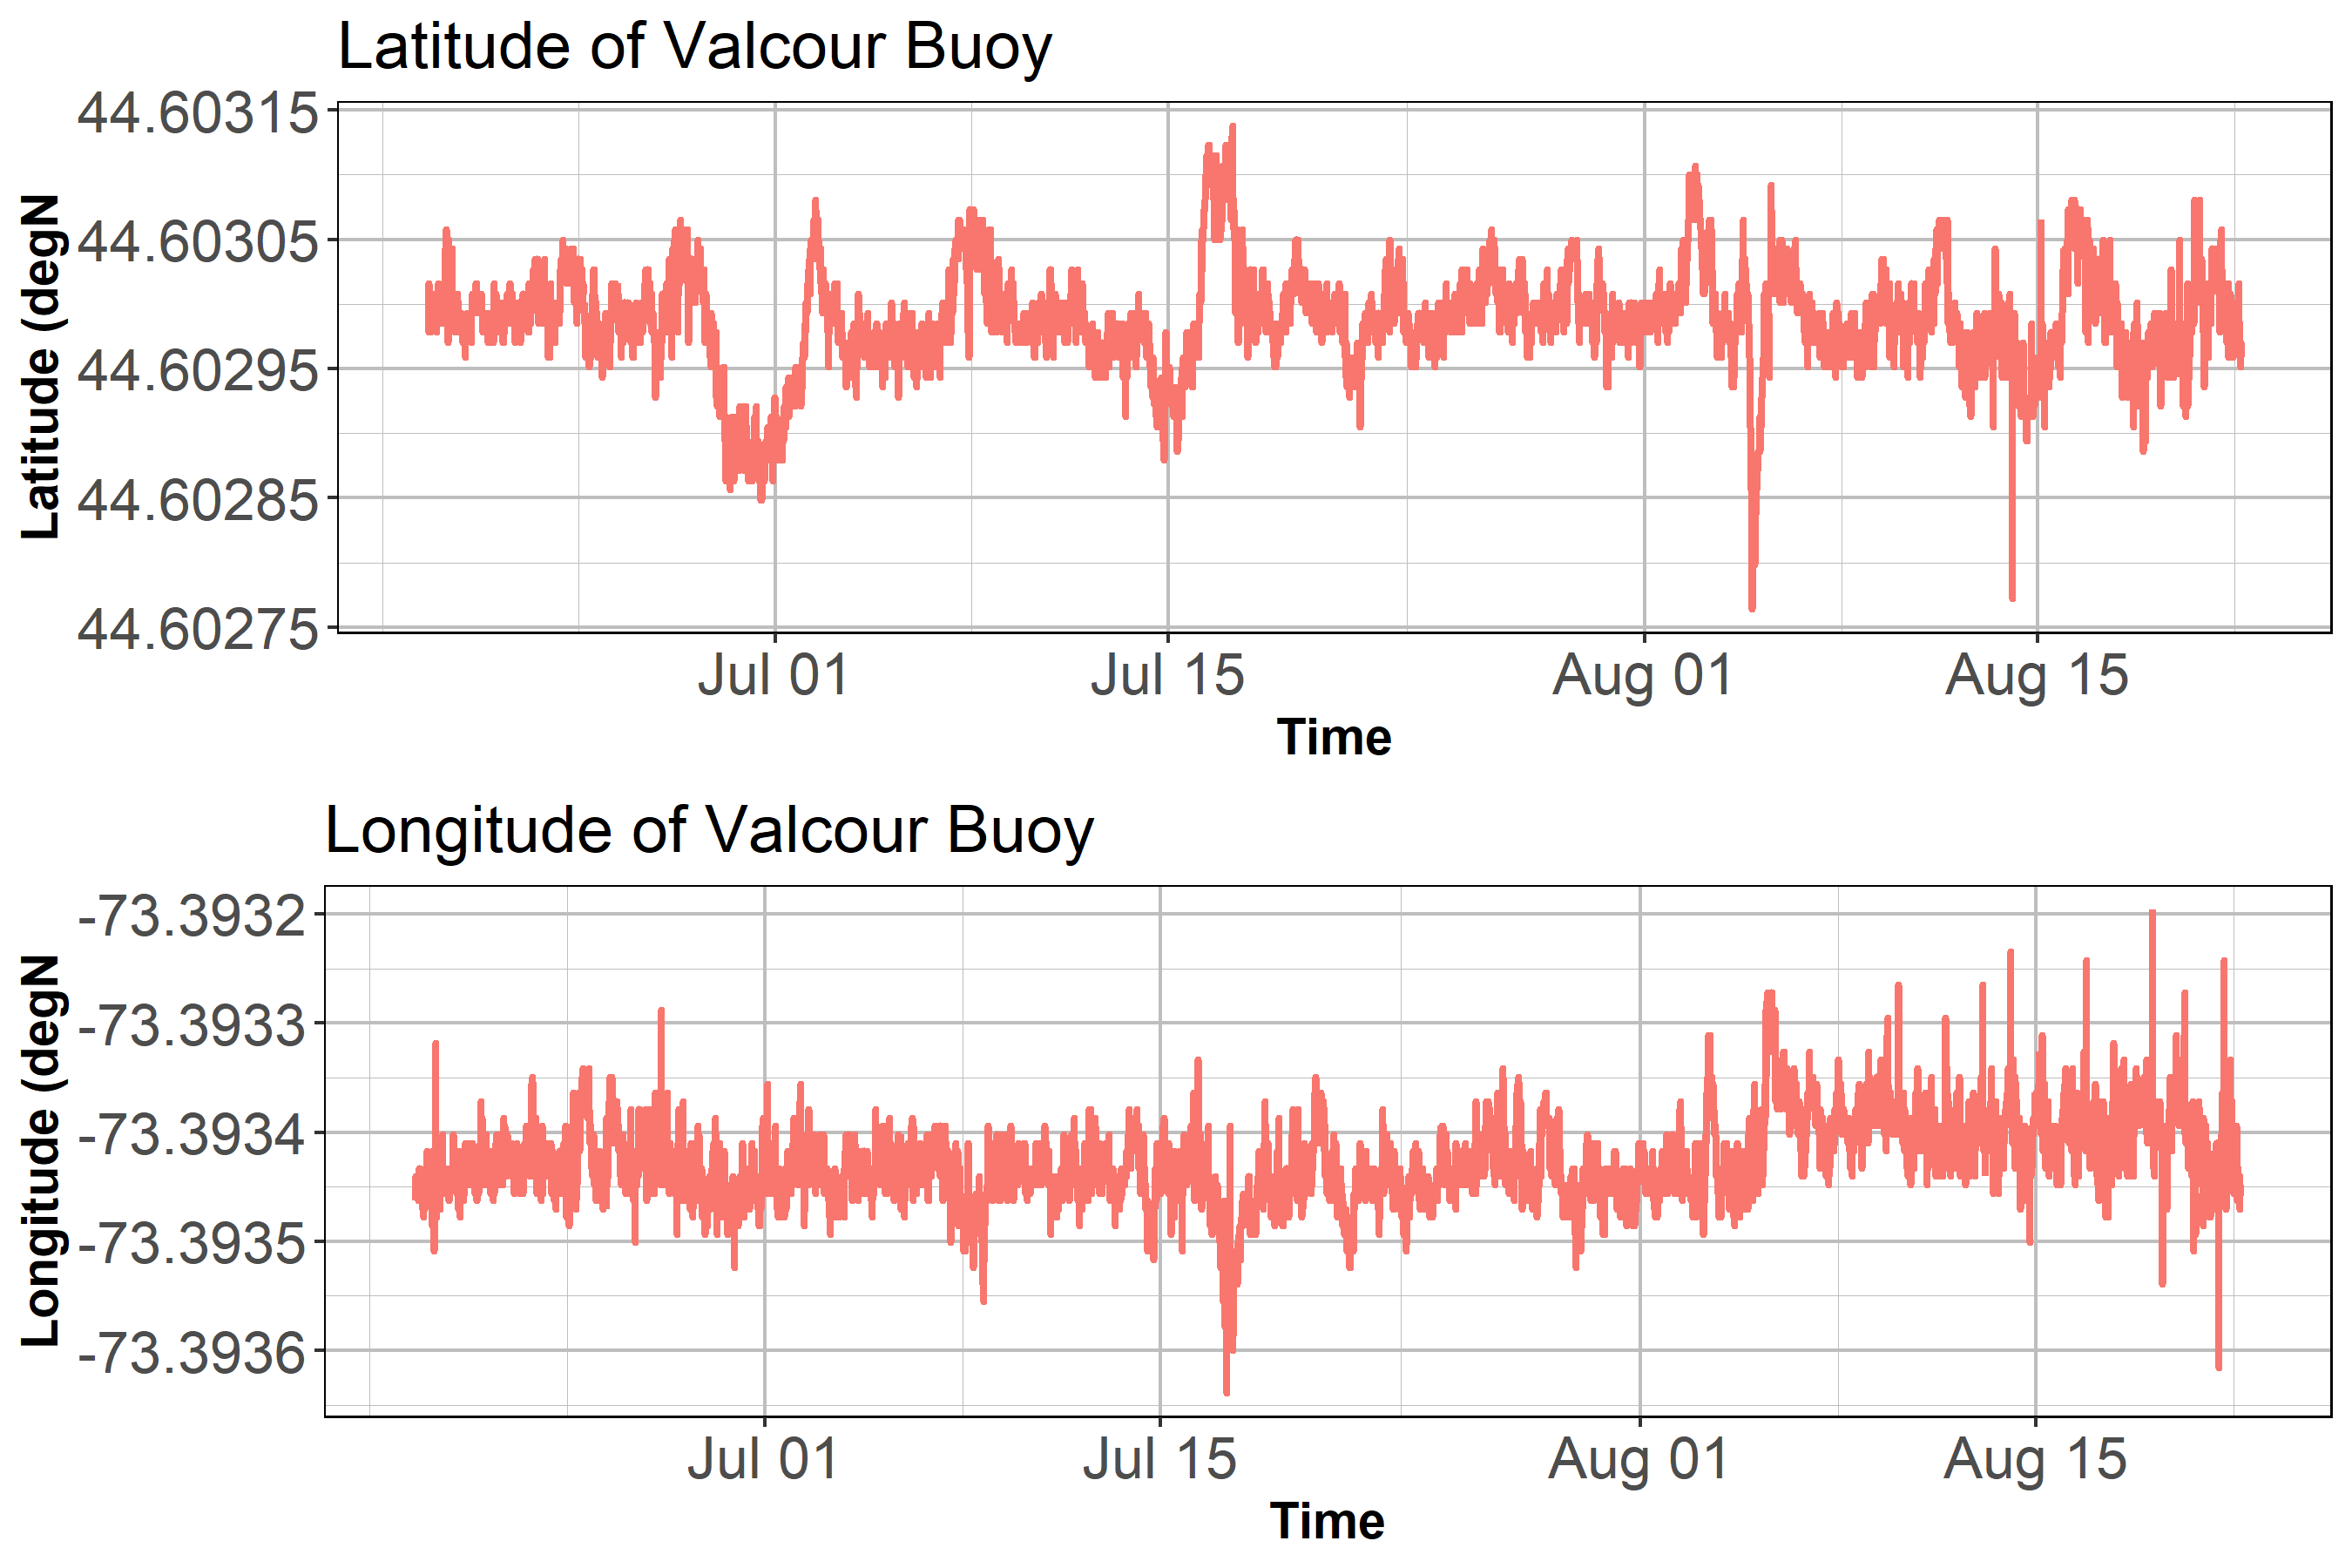 Latitude of Valcour Buoy
44.60315
44.60305
44.60295
44.60285
44.60275
Latitude (degN
Jul 01 Jul 15 Aug 01 Aug 15
Time
Longitude of Valcour Buoy
-73.3932
-73.3933
-73.3934
-73.3935
-73.3936
Longitude (degN
Jul 01 Jul 15 Aug 01 Aug 15
Time